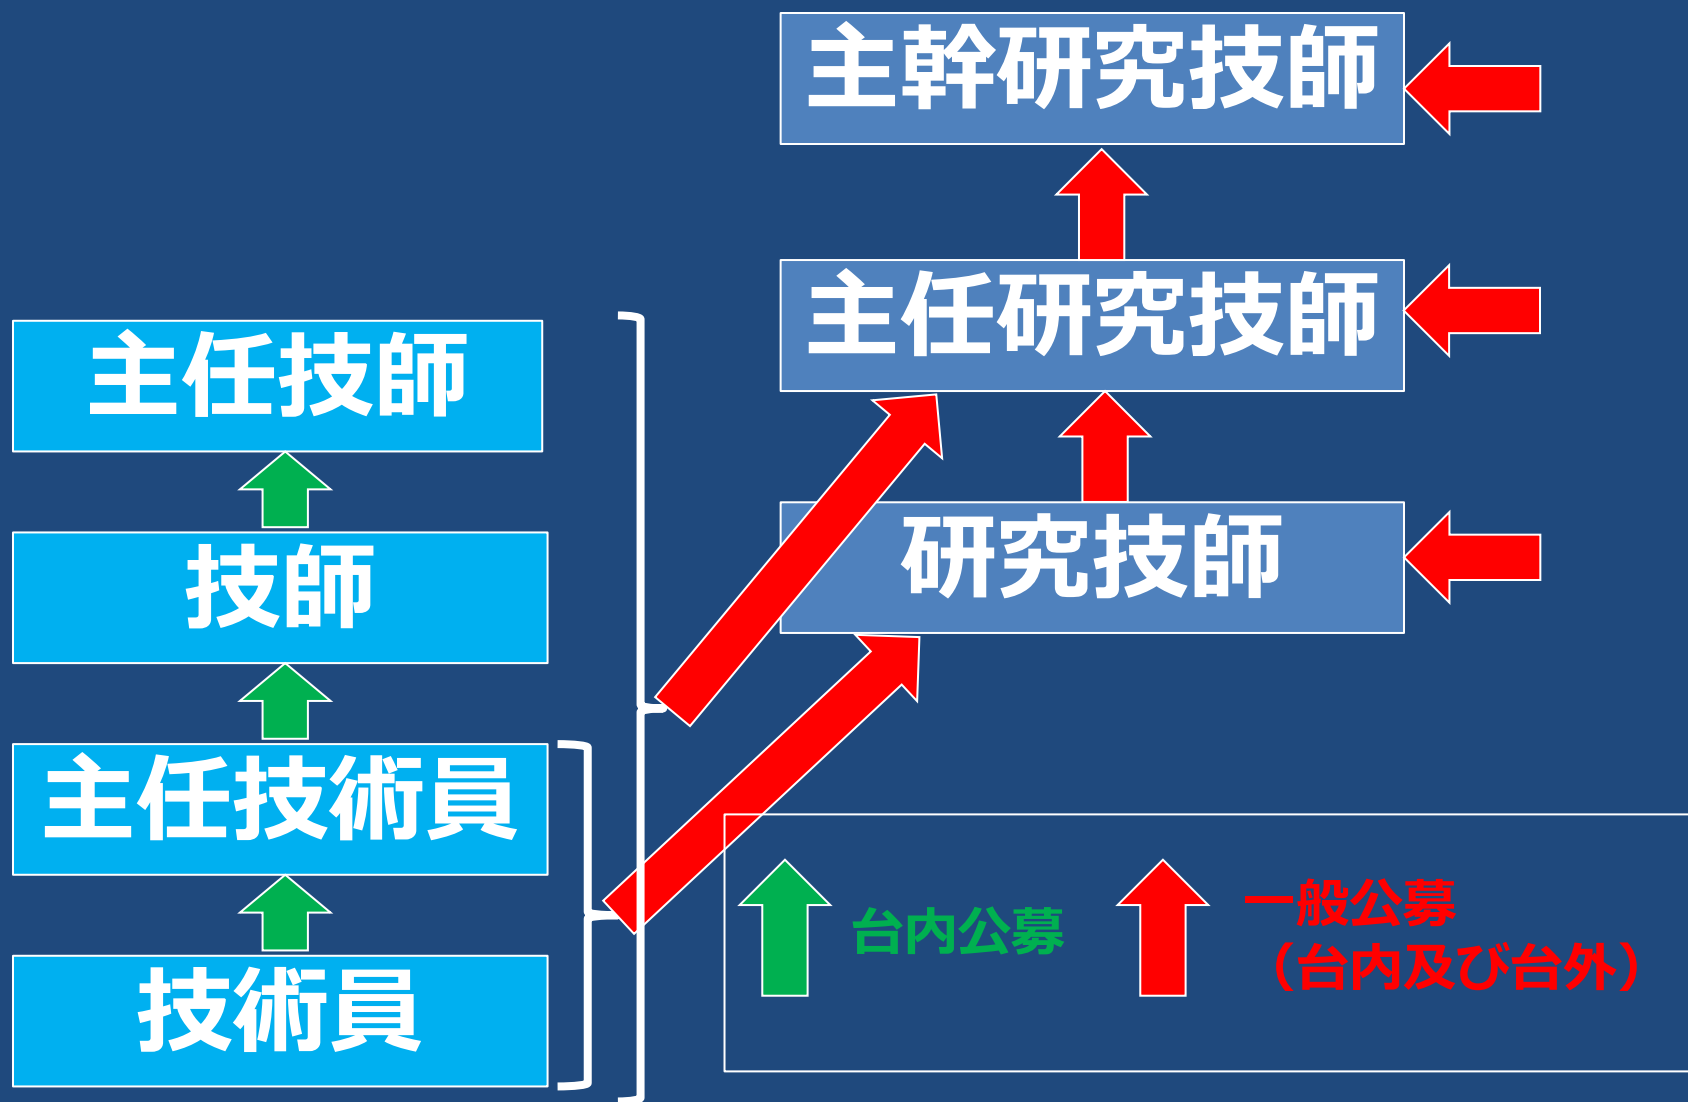 主幹研究技師
主任研究技師
研究技師
主任技師
技師
主任技術員
技術員
台内公募
一般公募
（台内及び台外）